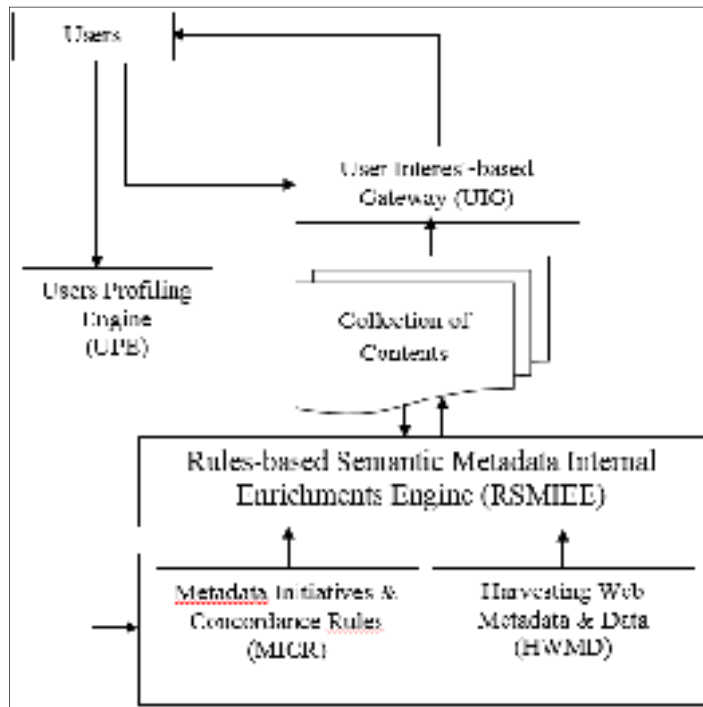 Users
User Interest-based
Gateway (UIG)
Users Profiling
Engine
(UPE)
Collection of
Contents
Rules-based Semantic Metadata Internal
Enrichments Engine (RSMIEE)
Metadata Initiatives &
Concordance Rules
(MICR)
Harvesting Web
Metadata & Data
(HWMD)